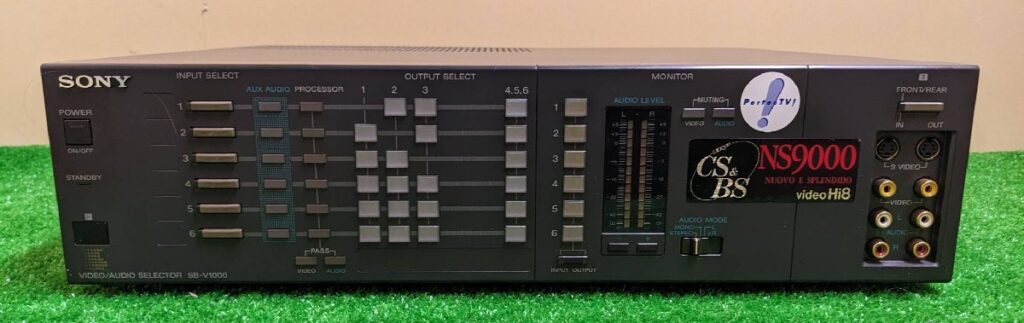 SONY
INPUT SELECT
OUTPUT SELECT
MONITOR
FRONT/REAR
AUX AUDIO
PROCESSOR
1
2
3
4.5.6
POWER
ON/OFF
STANDBY
1
2
3
4
5
6
PASS
VIDEO
AUDIO
VIDEO/AUDIO SELECTOR SB-V1000
1
2
3
4
5
6
INPUT OUTPUT
AUDIO LEVEL
L
R
MUTING
VIDEO
AUDIO
PerfecTV!
CS&BS
NS9000
NUOVO E SPLENDIDO
video Hi8
AUDIO MODE
MONO
STEREO
IN
OUT
S VIDEO
VIDEO
L
AUDIO
R